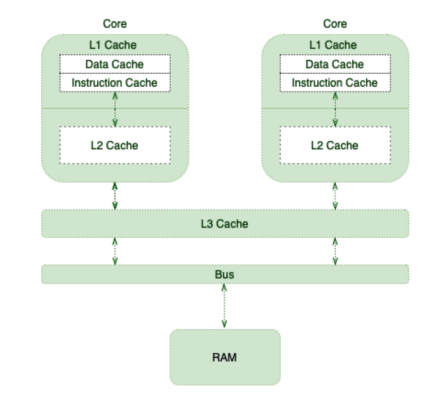 Core
Core
L1 Cache
L1 Cache
Data Cache
Data Cache
Instruction Cache
Instruction Cache
L2 Cache
L2 Cache
L3 Cache
Bus
RAM